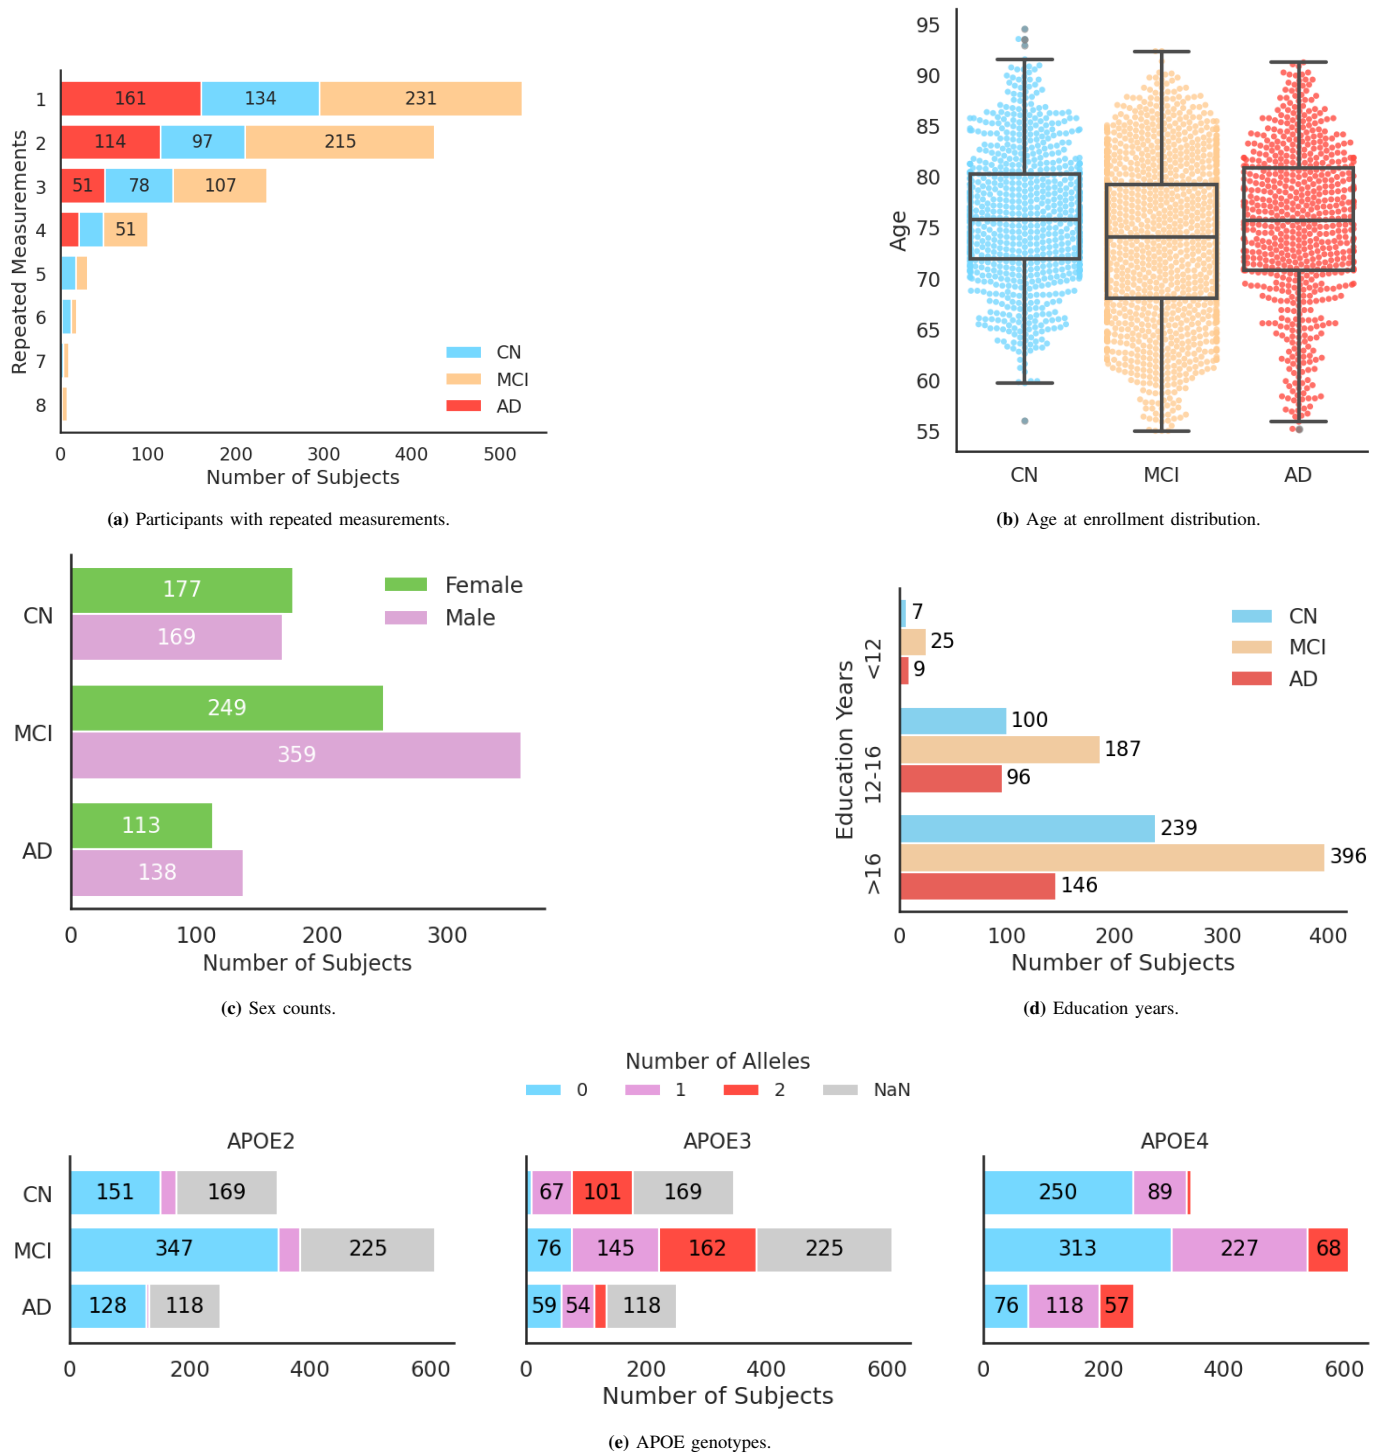 Repeated Measurements
1
161
134
231
2
114
97
215
3
51
78
107
4
51
5
6
7
8
CN
MCI
AD
0 100 200 300 400 500
Number of Subjects
(a) Participants with repeated measurements.
Age
95
90
85
80
75
70
65
60
55
CN MCI AD
(b) Age at enrollment distribution.
Female
Male
CN
177
169
MCI
249
359
AD
113
138
0 100 200 300
Number of Subjects
(c) Sex counts.
Education Years
CN
MCI
AD
<12
7
25
9
12-16
100
187
96
>16
239
396
146
0 100 200 300 400
Number of Subjects
(d) Education years.
Number of Alleles
0 1 2 NaN
APOE2
CN 151 169
MCI 347 225
AD 128 118
0 200 400 600
APOE3
67 101 169
76 145 162 225
59 54 118
0 200 400 600
Number of Subjects
APOE4
250 89
313 227 68
76 118 57
0 200 400 600
(e) APOE genotypes.